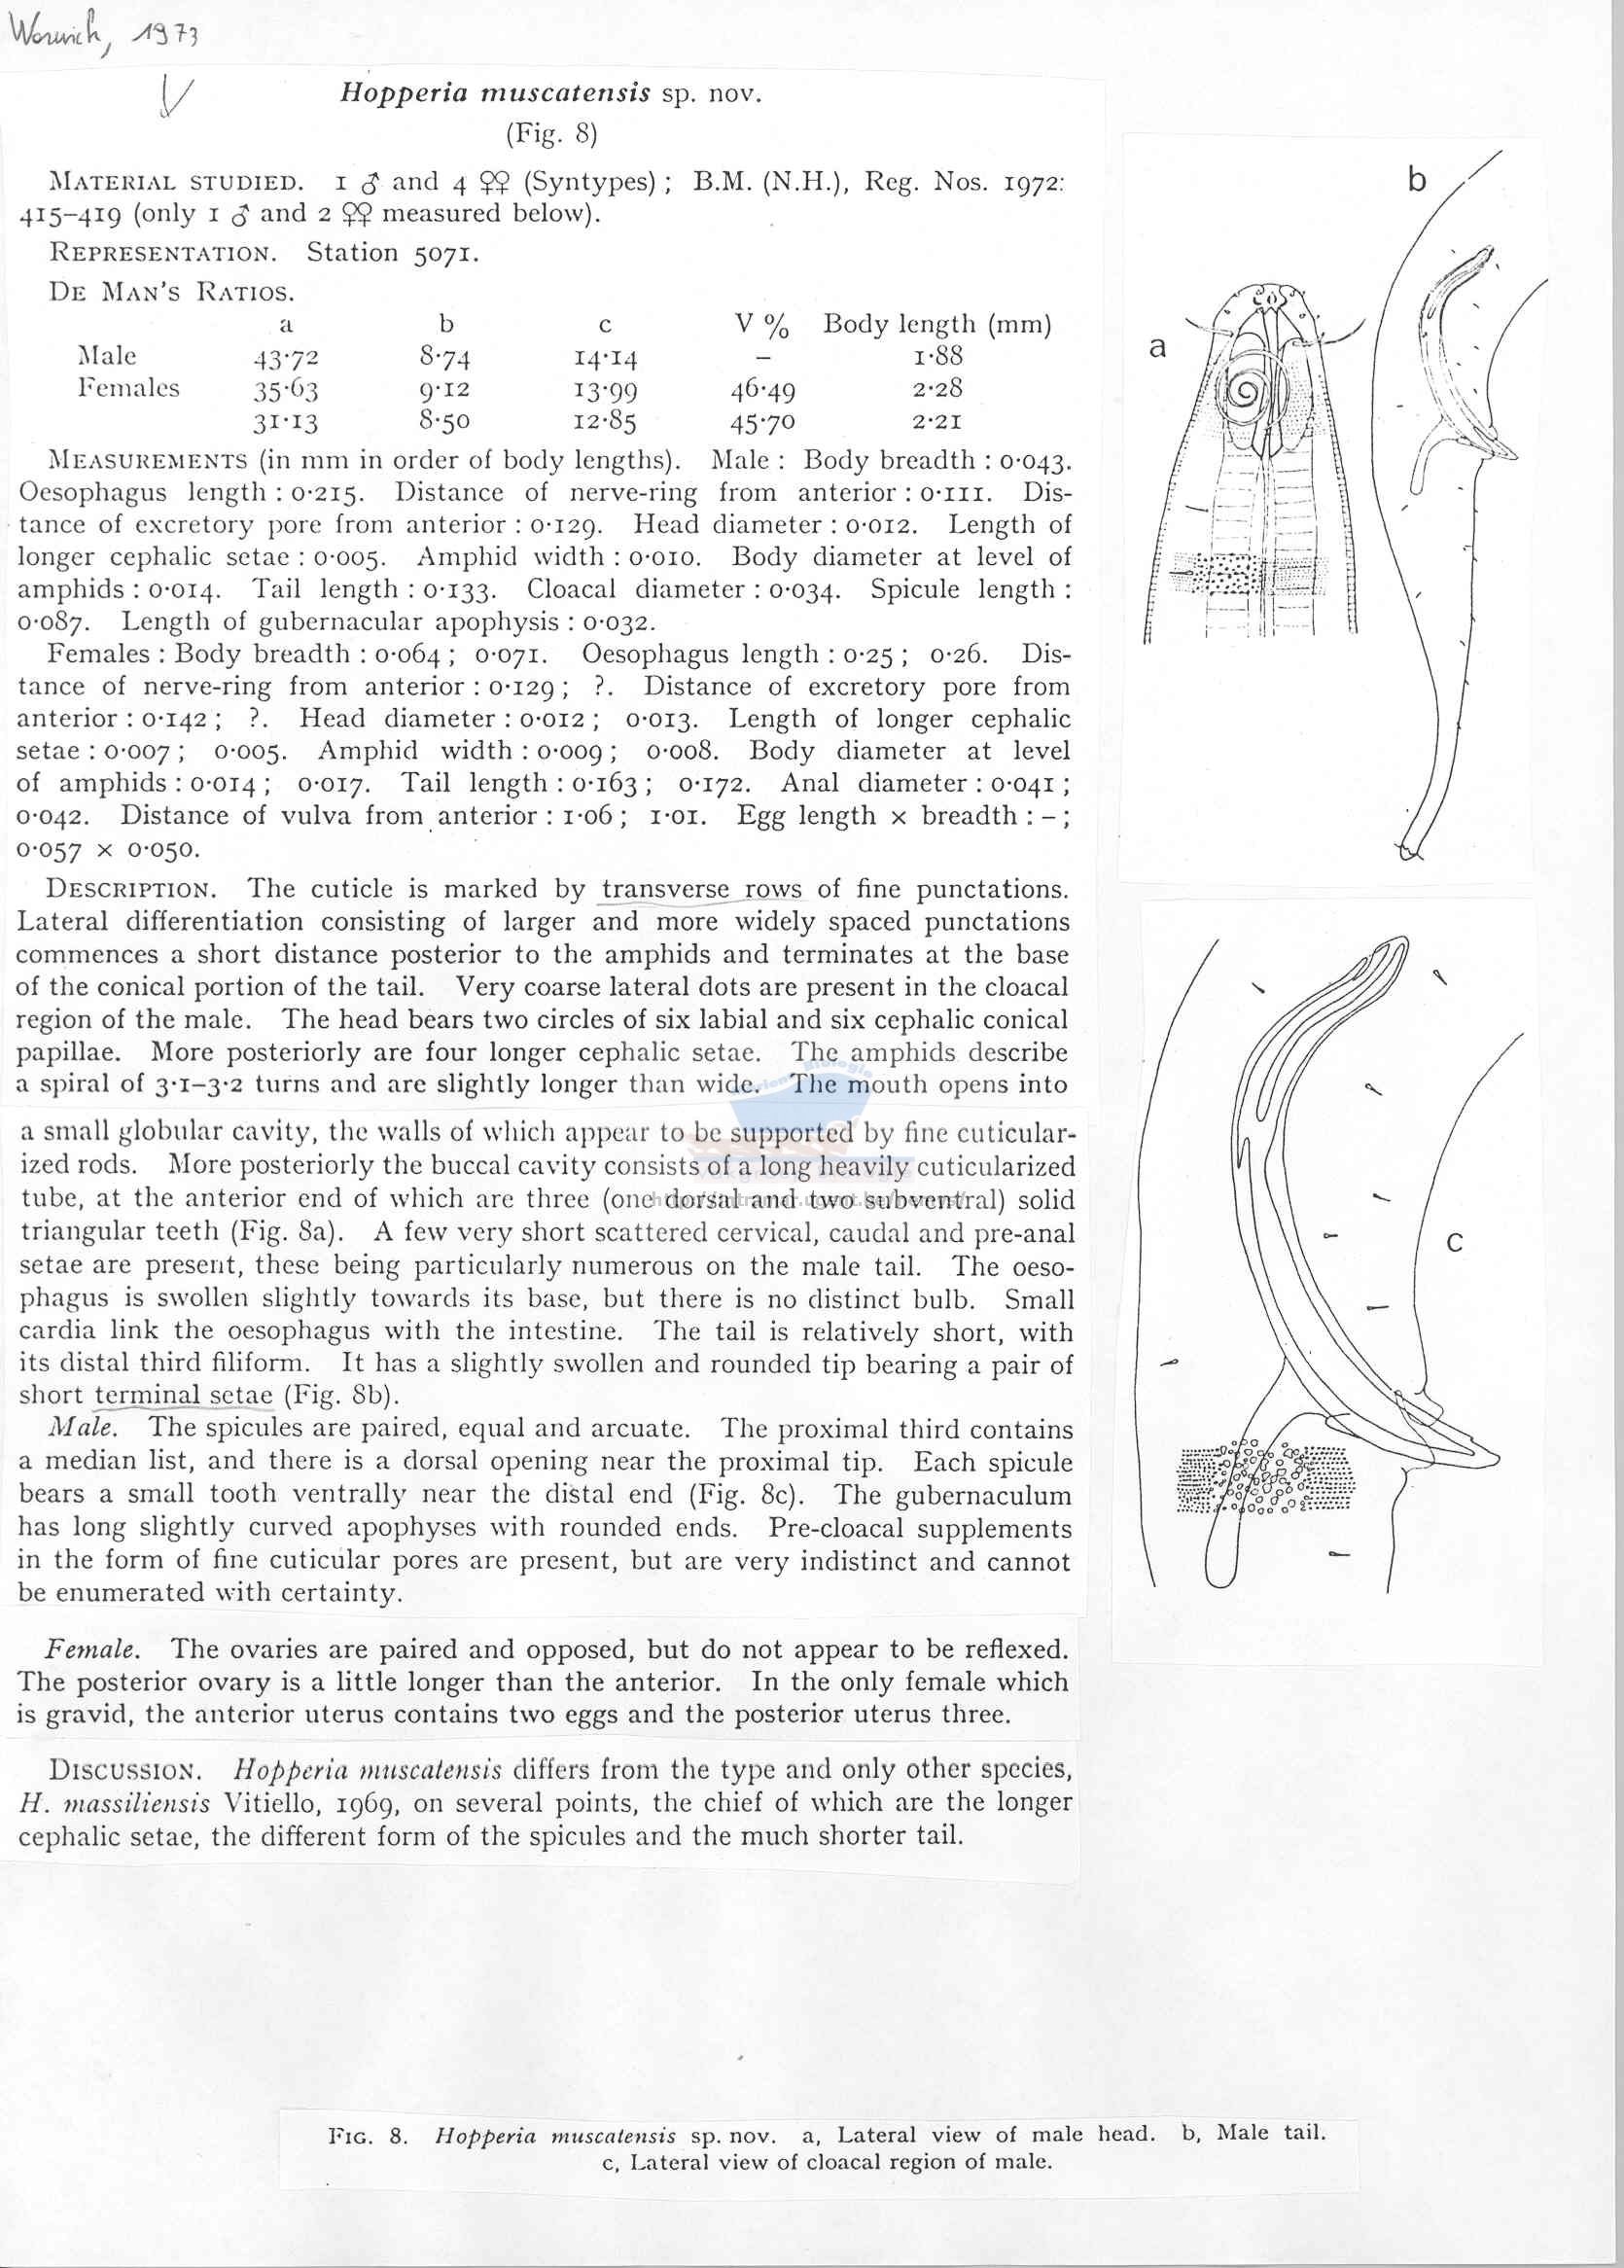 Warwick, 1973
Hopperia muscatensis sp. nov.
(Fig. 8)
MATERIAL STUDIED. 1 ♂ and 4 ♀♀ (Syntypes) ; B.M. (N.H.), Reg. Nos. 1972:
415–419 (only 1 ♂ and 2 ♀♀ measured below).
REPRESENTATION. Station 5071.
DE MAN'S RATIOS.
a b c V % Body length (mm)
Male 43·72 8·74 14·14 – 1·88
Females 35·63 9·12 13·99 46·49 2·28
31·13 8·50 12·85 45·70 2·21
MEASUREMENTS (in mm in order of body lengths). Male : Body breadth : 0·043.
Oesophagus length : 0·215. Distance of nerve-ring from anterior : 0·111. Dis-
tance of excretory pore from anterior : 0·129. Head diameter : 0·012. Length of
longer cephalic setae : 0·005. Amphid width : 0·010. Body diameter at level of
amphids : 0·014. Tail length : 0·133. Cloacal diameter : 0·034. Spicule length :
0·087. Length of gubernacular apophysis : 0·032.
Females : Body breadth : 0·064 ; 0·071. Oesophagus length : 0·25 ; 0·26. Dis-
tance of nerve-ring from anterior : 0·129 ; ?. Distance of excretory pore from
anterior : 0·142 ; ?. Head diameter : 0·012 ; 0·013. Length of longer cephalic
setae : 0·007 ; 0·005. Amphid width : 0·009 ; 0·008. Body diameter at level
of amphids : 0·014 ; 0·017. Tail length : 0·163 ; 0·172. Anal diameter : 0·041 ;
0·042. Distance of vulva from anterior : 1·06 ; 1·01. Egg length × breadth : – ;
0·057 × 0·050.
DESCRIPTION. The cuticle is marked by transverse rows of fine punctations.
Lateral differentiation consisting of larger and more widely spaced punctations
commences a short distance posterior to the amphids and terminates at the base
of the conical portion of the tail. Very coarse lateral dots are present in the cloacal
region of the male. The head bears two circles of six labial and six cephalic conical
papillae. More posteriorly are four longer cephalic setae. The amphids describe
a spiral of 3·1–3·2 turns and are slightly longer than wide. The mouth opens into
a small globular cavity, the walls of which appear to be supported by fine cuticular-
ized rods. More posteriorly the buccal cavity consists of a long heavily cuticularized
tube, at the anterior end of which are three (one dorsal and two subventral) solid
triangular teeth (Fig. 8a). A few very short scattered cervical, caudal and pre-anal
setae are present, these being particularly numerous on the male tail. The oeso-
phagus is swollen slightly towards its base, but there is no distinct bulb. Small
cardia link the oesophagus with the intestine. The tail is relatively short, with
its distal third filiform. It has a slightly swollen and rounded tip bearing a pair of
short terminal setae (Fig. 8b).
Male. The spicules are paired, equal and arcuate. The proximal third contains
a median list, and there is a dorsal opening near the proximal tip. Each spicule
bears a small tooth ventrally near the distal end (Fig. 8c). The gubernaculum
has long slightly curved apophyses with rounded ends. Pre-cloacal supplements
in the form of fine cuticular pores are present, but are very indistinct and cannot
be enumerated with certainty.
Female. The ovaries are paired and opposed, but do not appear to be reflexed.
The posterior ovary is a little longer than the anterior. In the only female which
is gravid, the anterior uterus contains two eggs and the posterior uterus three.
DISCUSSION. Hopperia muscatensis differs from the type and only other species,
H. massiliensis Vitiello, 1969, on several points, the chief of which are the longer
cephalic setae, the different form of the spicules and the much shorter tail.
a
b
c
FIG. 8. Hopperia muscatensis sp. nov. a, Lateral view of male head. b, Male tail.
c, Lateral view of cloacal region of male.